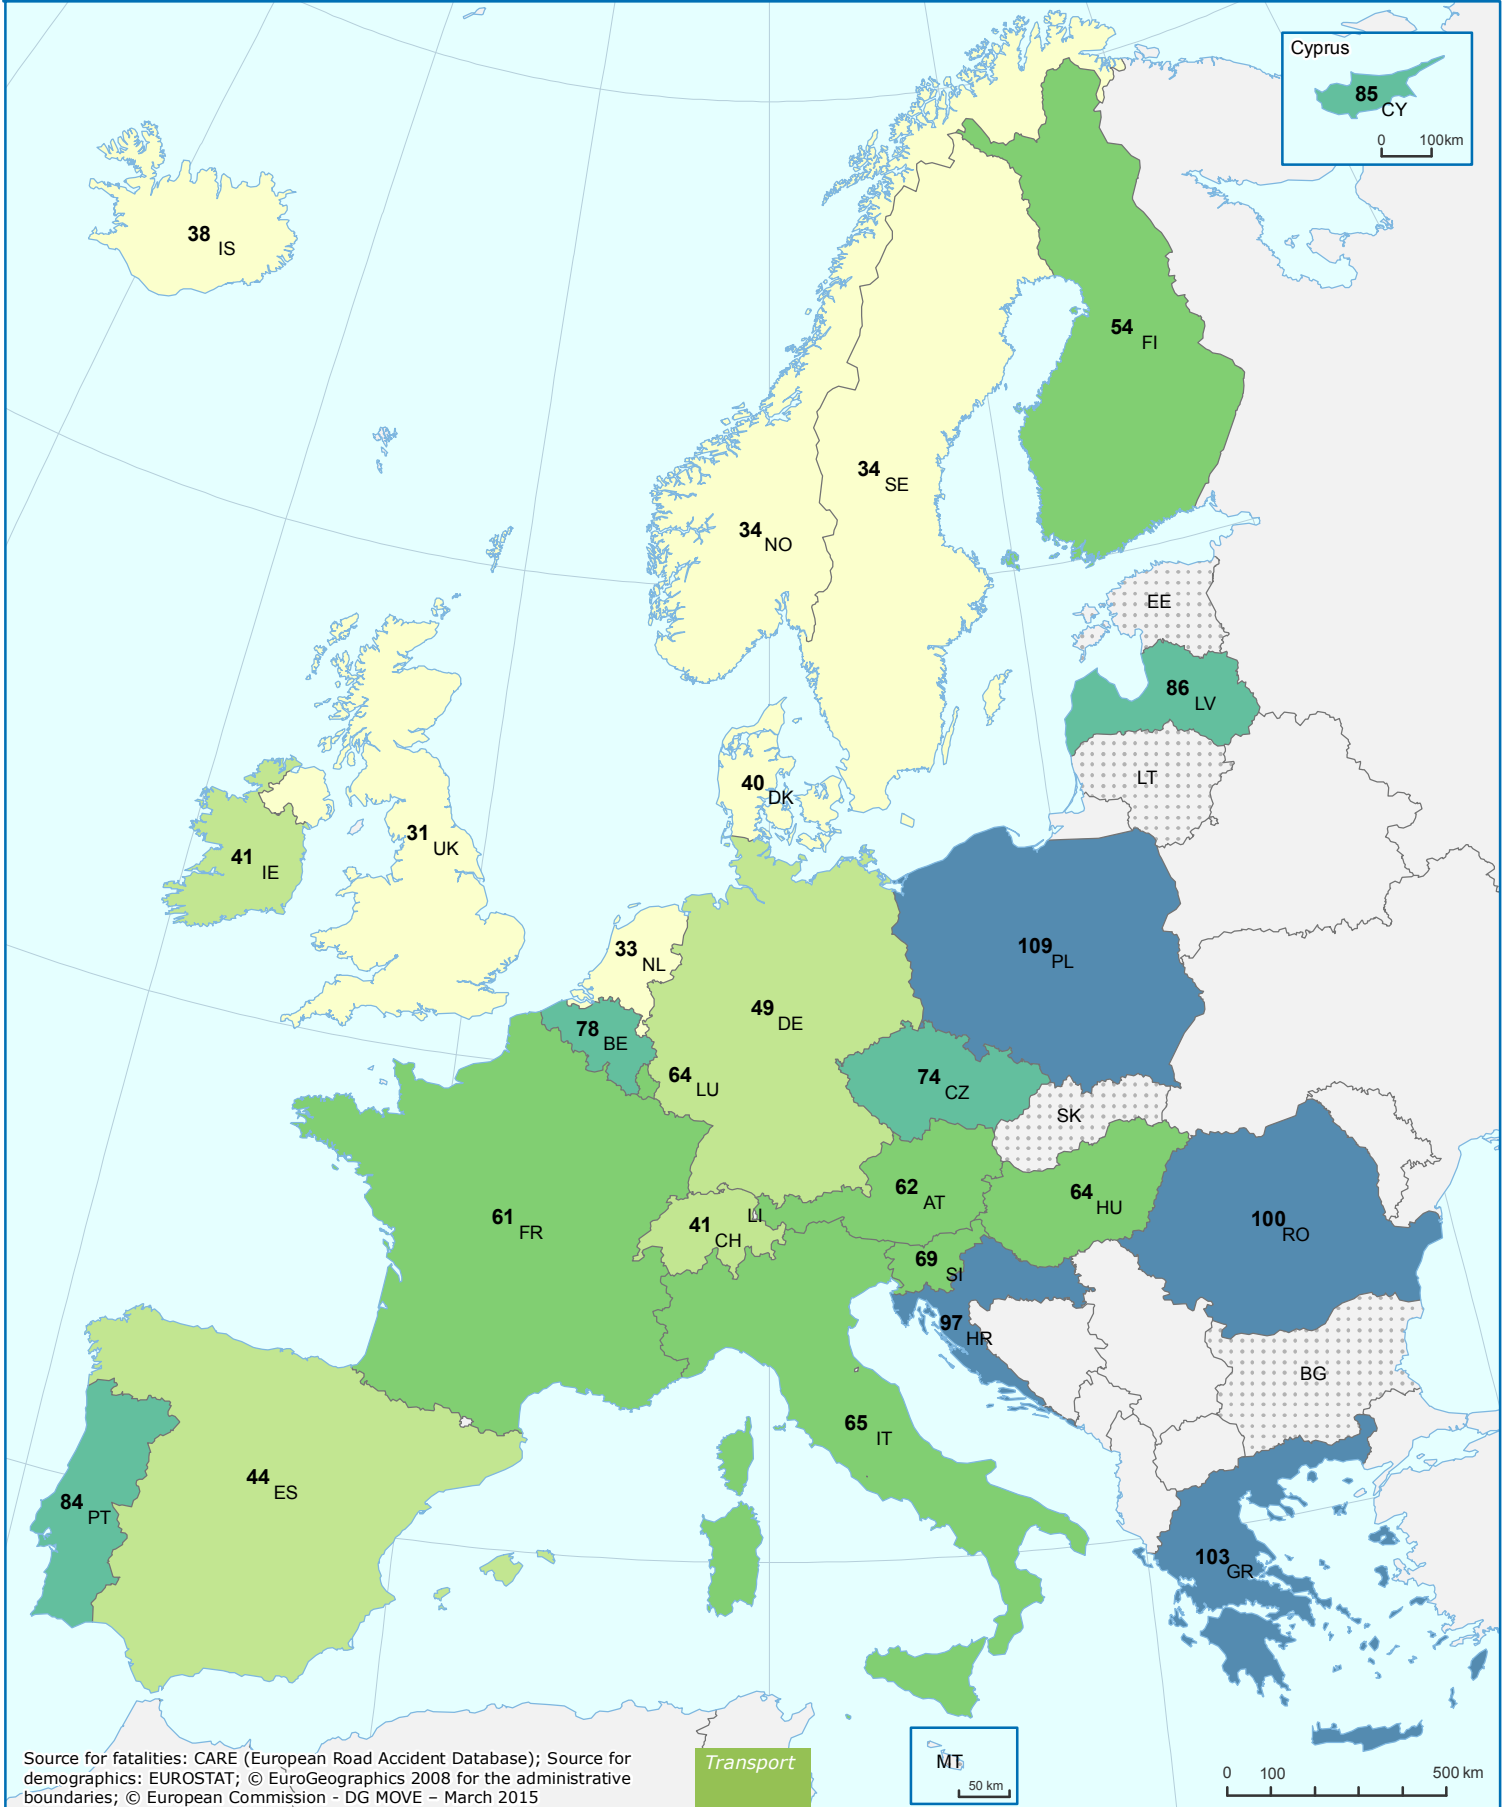 Cyprus
85 CY
0 100km
38 IS
54 FI
34 SE
34 NO
EE
86 LV
LT
40 DK
31 UK
41 IE
33 NL
109 PL
49 DE
78 BE
64 LU
74 CZ
SK
62 AT
64 HU
61 FR
LI
41 CH
100 RO
69 SI
97 HR
BG
65 IT
44 ES
84 PT
103 GR
MT
50 km
0 100 500 km
Transport
Source for fatalities: CARE (European Road Accident Database); Source for
demographics: EUROSTAT; © EuroGeographics 2008 for the administrative
boundaries; © European Commission - DG MOVE – March 2015